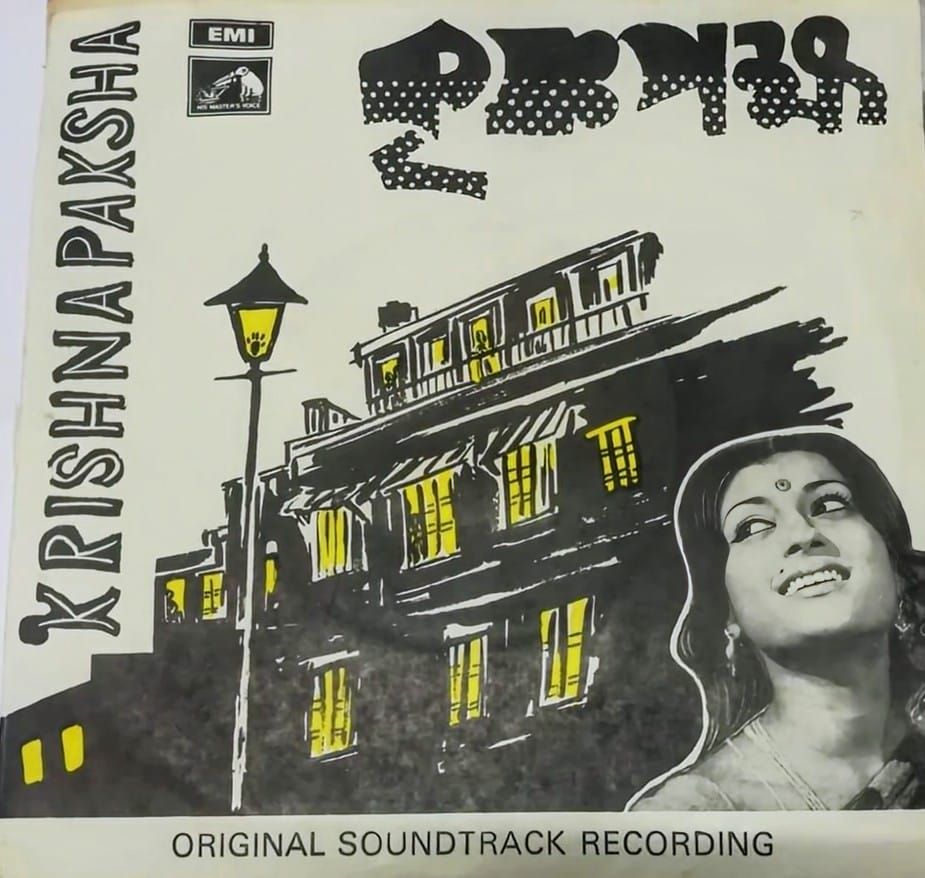 KRISHNAPAKSHA
EMI
HIS MASTER'S VOICE
কৃষ্ণপক্ষ
ORIGINAL SOUNDTRACK RECORDING